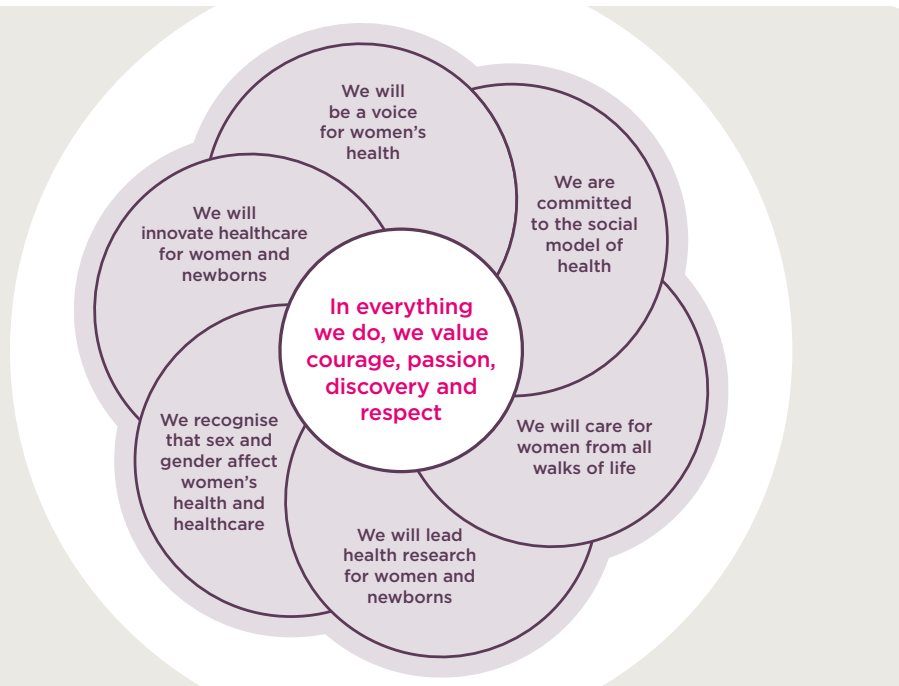 We will
be a voice
for women's
health
We are
committed
to the social
model of
health
We will care for
women from all
walks of life
We will lead
health research
for women and
newborns
We recognise
that sex and
gender affect
women's
health and
healthcare
We will
innovate healthcare
for women and
newborns
In everything
we do, we value
courage, passion,
discovery and
respect